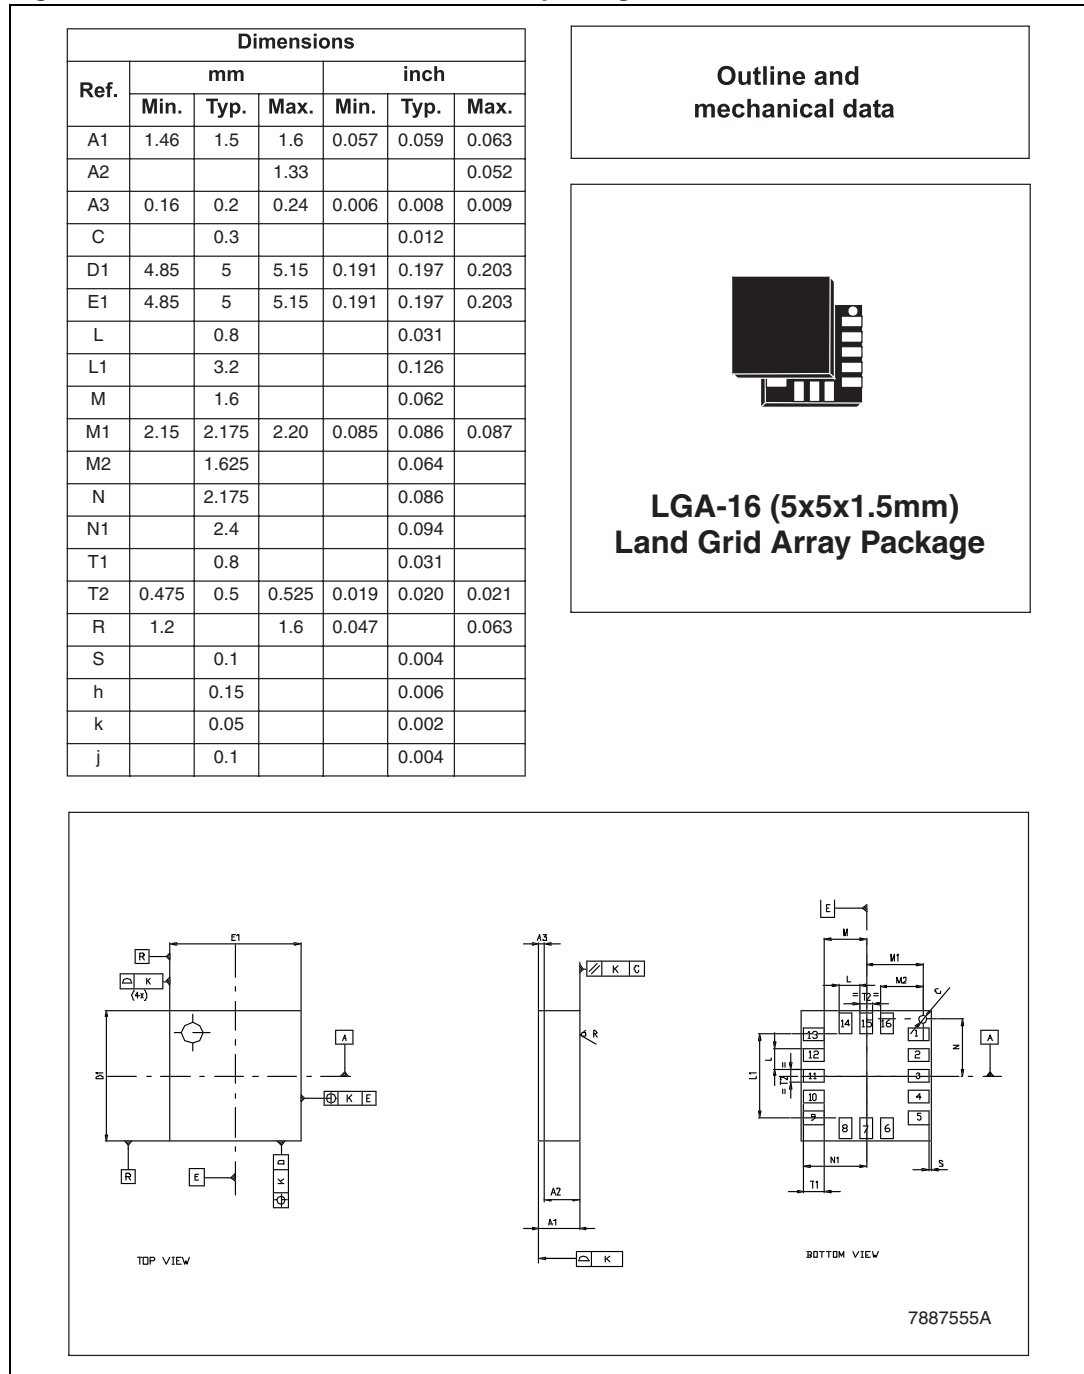 Dimensions
Ref. mm inch
Min. Typ. Max. Min. Typ. Max.
A1 1.46 1.5 1.6 0.057 0.059 0.063
A2 1.33 0.052
A3 0.16 0.2 0.24 0.006 0.008 0.009
C 0.3 0.012
D1 4.85 5 5.15 0.191 0.197 0.203
E1 4.85 5 5.15 0.191 0.197 0.203
L 0.8 0.031
L1 3.2 0.126
M 1.6 0.062
M1 2.15 2.175 2.20 0.085 0.086 0.087
M2 1.625 0.064
N 2.175 0.086
N1 2.4 0.094
T1 0.8 0.031
T2 0.475 0.5 0.525 0.019 0.020 0.021
R 1.2 1.6 0.047 0.063
S 0.1 0.004
h 0.15 0.006
k 0.05 0.002
j 0.1 0.004
Outline and
mechanical data
LGA-16 (5x5x1.5mm)
Land Grid Array Package
E1
R
D K
(4x)
A
D1
K E
R
E
D
K
TOP VIEW
A3
K C
R
A2
A1
K
E
M
M1
L
M2
= T2 =
C
14 15 16
13 1
12 2
11 3
10 4
9 5
8 7 6
L1
L
= T2 =
N
A
N1
S
T1
BOTTOM VIEW
7887555A